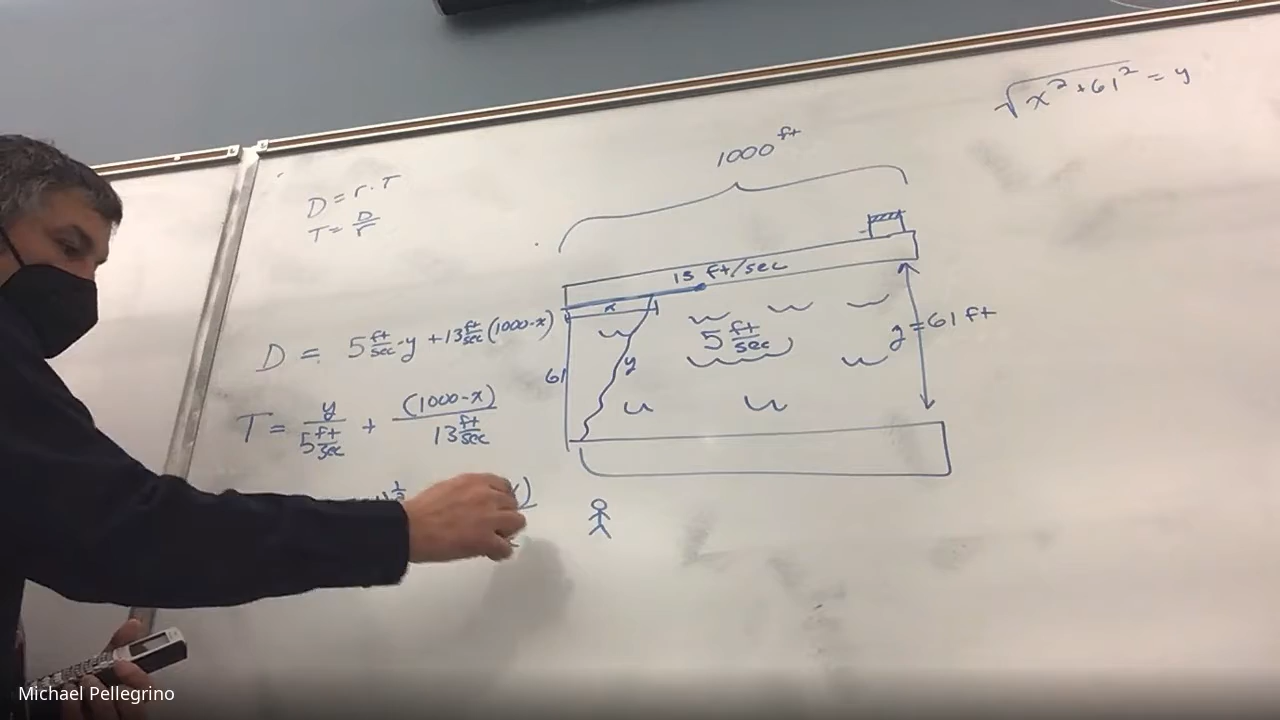 √x²+61² = y
1000 ft
D = r·T
T = D/r
13 ft/sec
x
D = 5 ft/sec·y + 13 ft/sec (1000-x)
5 ft/sec
y = 61 ft
61
y
T = y/(5 ft/sec) + (1000-x)/(13 ft/sec)
Michael Pellegrino